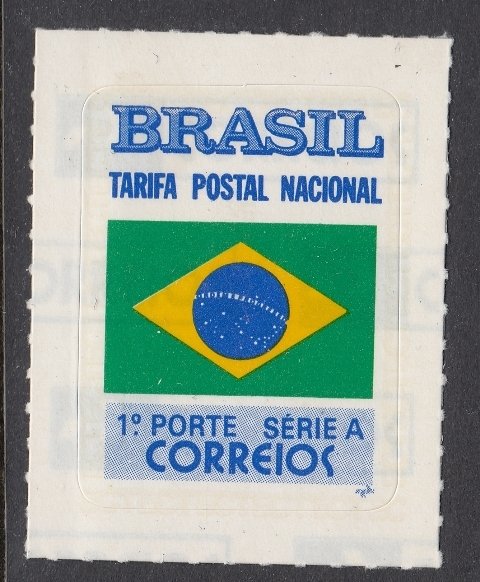 BRASIL
TARIFA POSTAL NACIONAL
1º PORTE SÉRIE A
CORREIOS